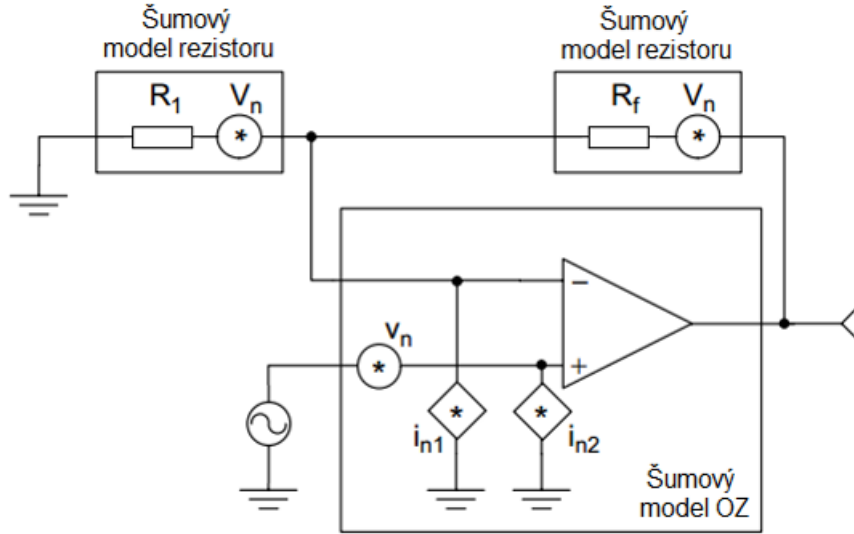 Šumový
model rezistoru
Šumový
model rezistoru
R1
Vn
Rf
Vn
−
vn
+
*
*
*
*
*
in1
in2
Šumový
model OZ